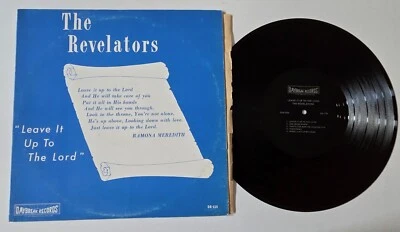 The
Revelators
Leave it up to the Lord
And He will take care of you
Put it all in His hands
And He will see you through.
Look to the throne, You're not alone,
He's up above, Looking down with love,
Just leave it up to the Lord.
RAMONA MEREDITH
"Leave It
Up To
The Lord"
DAYBREAK RECORDS
DAYBREAK RECORDS